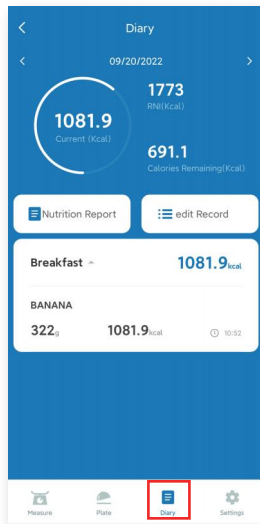 Diary
09/20/2022
1081.9
Current (Kcal)
1773
RNI(Kcal)
691.1
Calories Remaining(Kcal)
Nutrition Report
edit Record
Breakfast
1081.9kcal
BANANA
322g 1081.9kcal 10:52
Measure Plate Diary Settings